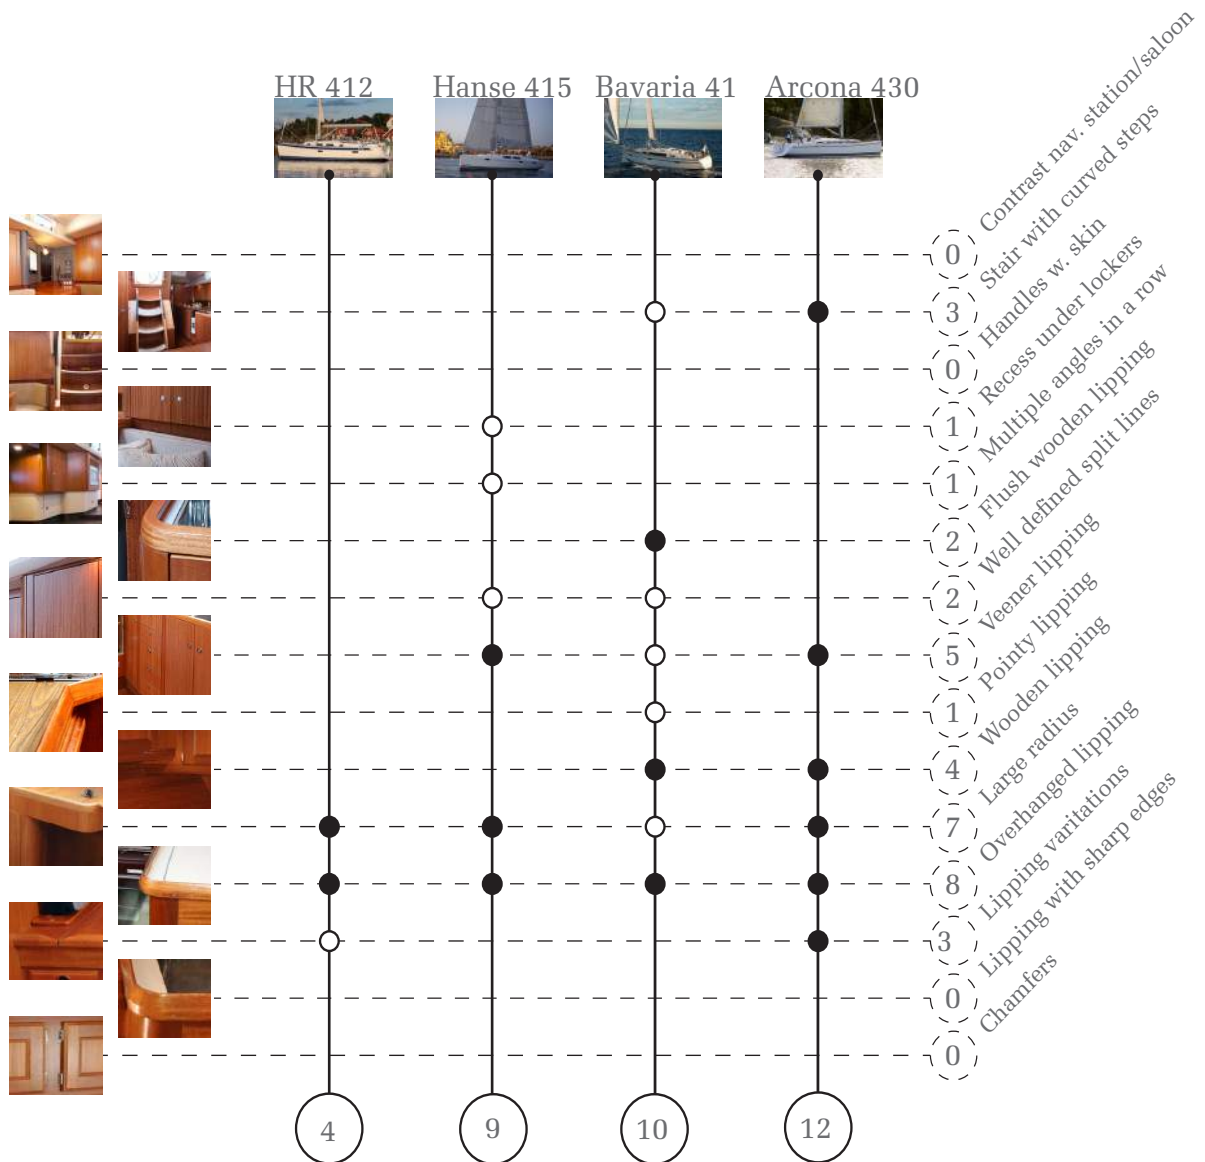 HR 412
Hanse 415
Bavaria 41
Arcona 430
Contrast nav. station/saloon
0
Stair with curved steps
3
Handles w. skin
0
Recess under lockers
1
Multiple angles in a row
1
Flush wooden lipping
2
Well defined split lines
2
Veener lipping
5
Pointy lipping
1
Wooden lipping
4
Large radius
7
Overhanged lipping
8
Lipping varitations
3
Lipping with sharp edges
0
Chamfers
0
4
9
10
12